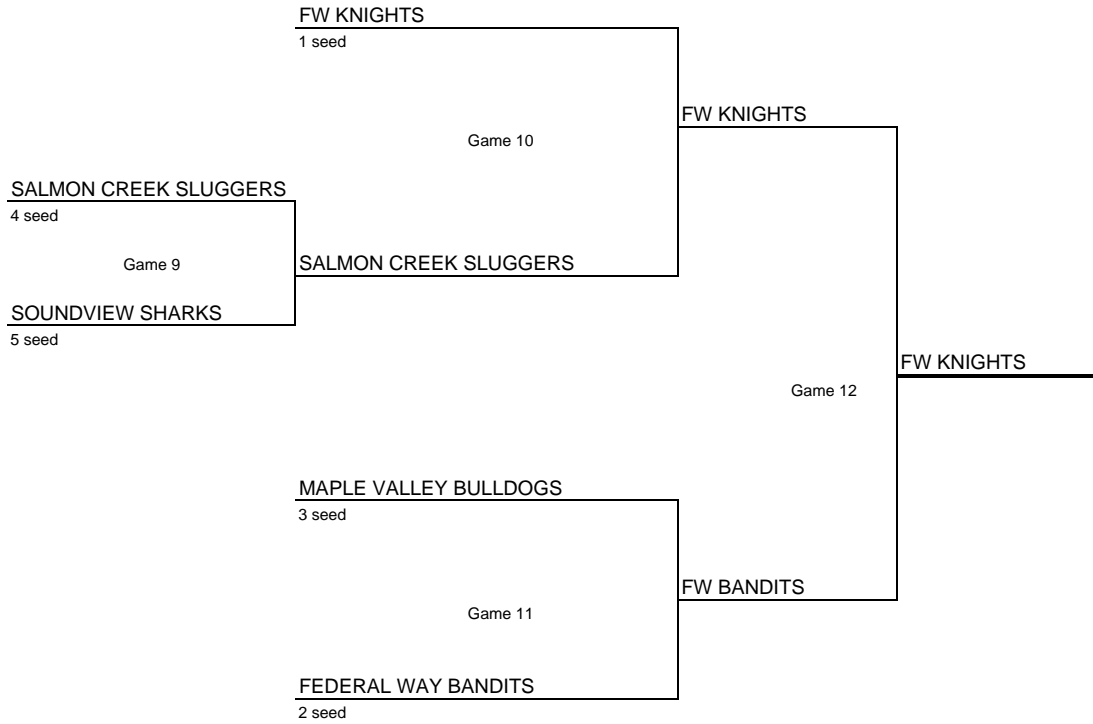 FW KNIGHTS
1 seed
FW KNIGHTS
Game 10
SALMON CREEK SLUGGERS
4 seed
Game 9
SALMON CREEK SLUGGERS
SOUNDVIEW SHARKS
5 seed
FW KNIGHTS
Game 12
MAPLE VALLEY BULLDOGS
3 seed
FW BANDITS
Game 11
FEDERAL WAY BANDITS
2 seed